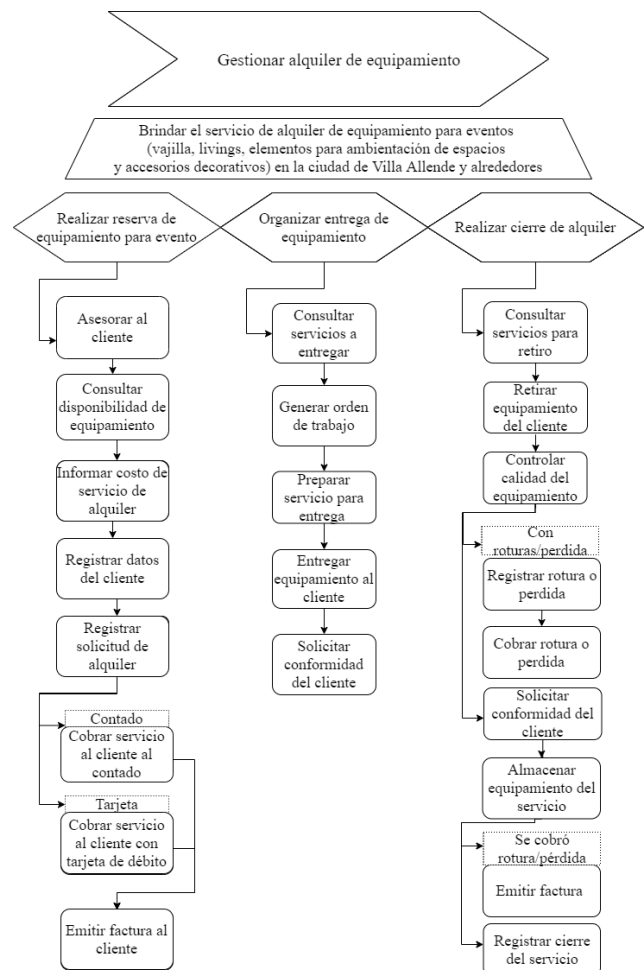 Gestionar alquiler de equipamiento
Brindar el servicio de alquiler de equipamiento para eventos
(vajilla, livings, elementos para ambientación de espacios
y accesorios decorativos) en la ciudad de Villa Allende y alrededores
Realizar reserva de
equipamiento para evento
Organizar entrega de
equipamiento
Realizar cierre de alquiler
Asesorar al
cliente
Consultar
disponibilidad de
equipamiento
Informar costo de
servicio de
alquiler
Registrar datos
del cliente
Registrar
solicitud de
alquiler
Contado
Cobrar servicio
al cliente al
contado
Tarjeta
Cobrar servicio
al cliente con
tarjeta de débito
Emitir factura al
cliente
Consultar
servicios a
entregar
Generar orden
de trabajo
Preparar
servicio para
entrega
Entregar
equipamiento al
cliente
Solicitar
conformidad
del cliente
Consultar
servicios para
retiro
Retirar
equipamiento
del cliente
Controlar
calidad del
equipamiento
Con
roturas/perdida
Registrar rotura o
perdida
Cobrar rotura o
perdida
Solicitar
conformidad del
cliente
Almacenar
equipamiento del
servicio
Se cobró
rotura/pérdida
Emitir factura
Registrar cierre
del servicio